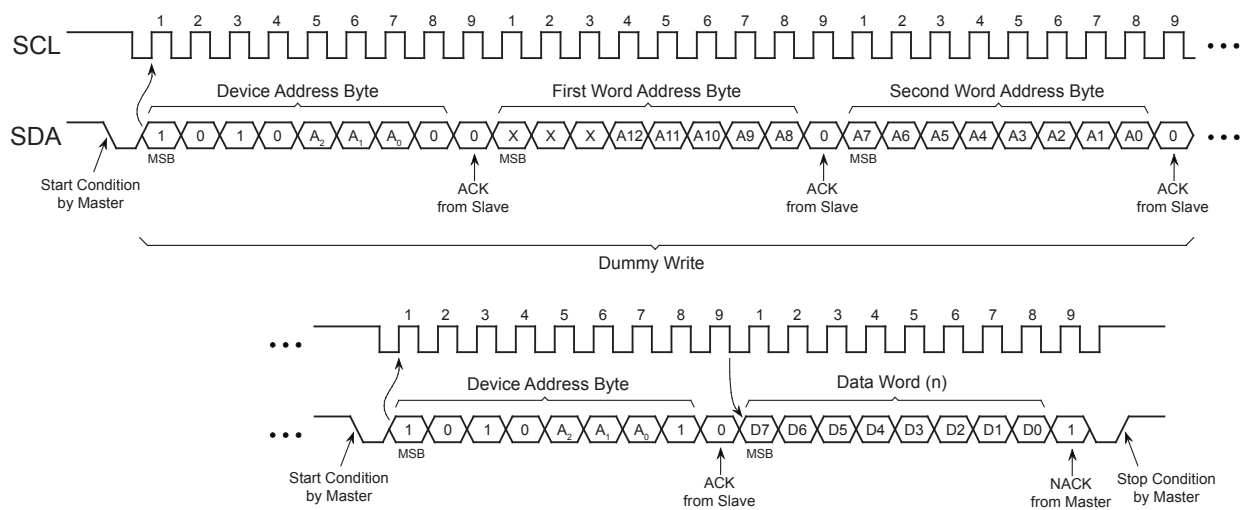 1 2 3 4 5 6 7 8 9 1 2 3 4 5 6 7 8 9 1 2 3 4 5 6 7 8 9
SCL
Device Address Byte First Word Address Byte Second Word Address Byte
SDA 1 0 1 0 A2 A1 A0 0 0 X X X A12 A11 A10 A9 A8 0 A7 A6 A5 A4 A3 A2 A1 A0 0
MSB MSB MSB
Start Condition
by Master
ACK
from Slave
ACK
from Slave
ACK
from Slave
Dummy Write
1 2 3 4 5 6 7 8 9 1 2 3 4 5 6 7 8 9
Device Address Byte Data Word (n)
1 0 1 0 A2 A1 A0 1 0 D7 D6 D5 D4 D3 D2 D1 D0 1
MSB MSB
Start Condition
by Master
ACK
from Slave
NACK
from Master
Stop Condition
by Master